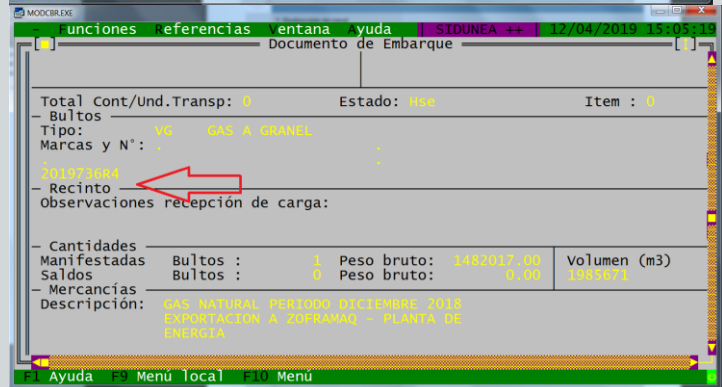 MODCBR.EXE
- Funciones Referencias Ventana Ayuda SIDUNEA ++ 12/04/2019 15:05:19
Documento de Embarque
Total Cont/Und.Transp: 0 Estado: Hse Item : 0
Bultos
Tipo: VG GAS A GRANEL
Marcas y N°: . .
. .
2019736R4
Recinto
Observaciones recepción de carga:
Cantidades
Manifestadas Bultos : 1 Peso bruto: 1482017.00 Volumen (m3)
Saldos Bultos : 0 Peso bruto: 0.00 1985671
Mercancías
Descripción: GAS NATURAL PERIODO DICIEMBRE 2018
EXPORTACION A ZOFRAMAQ - PLANTA DE
ENERGIA
F1 Ayuda F9 Menú local F10 Menú